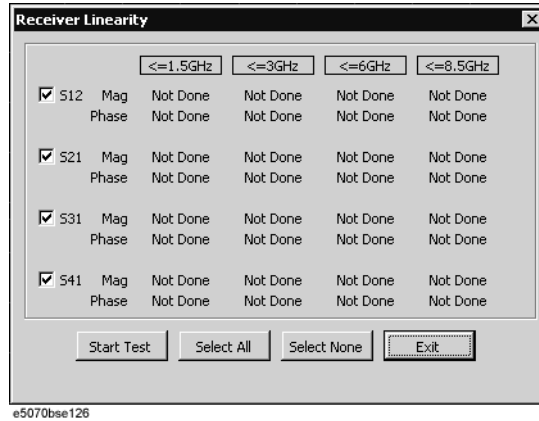 Receiver Linearity
<=1.5GHz <=3GHz <=6GHz <=8.5GHz
S12 Mag Not Done Not Done Not Done Not Done
Phase Not Done Not Done Not Done Not Done
S21 Mag Not Done Not Done Not Done Not Done
Phase Not Done Not Done Not Done Not Done
S31 Mag Not Done Not Done Not Done Not Done
Phase Not Done Not Done Not Done Not Done
S41 Mag Not Done Not Done Not Done Not Done
Phase Not Done Not Done Not Done Not Done
Start Test Select All Select None Exit
e5070bse126